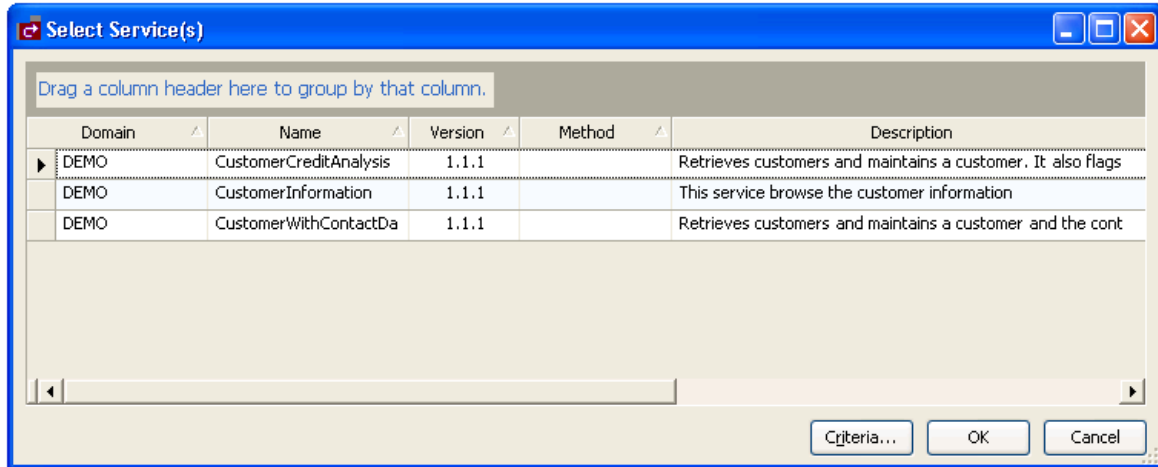 Select Service(s)
Drag a column header here to group by that column.
Domain Name Version Method Description
DEMO CustomerCreditAnalysis 1.1.1 Retrieves customers and maintains a customer. It also flags
DEMO CustomerInformation 1.1.1 This service browse the customer information
DEMO CustomerWithContactDa 1.1.1 Retrieves customers and maintains a customer and the cont
Criteria... OK Cancel